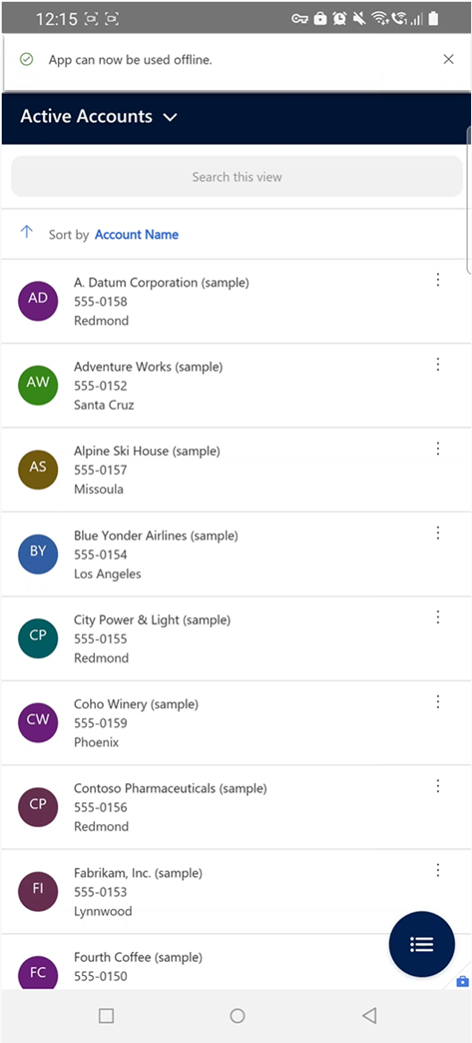 12:15
App can now be used offline.
Active Accounts
Search this view
Sort by Account Name
AD
A. Datum Corporation (sample)
555-0158
Redmond
AW
Adventure Works (sample)
555-0152
Santa Cruz
AS
Alpine Ski House (sample)
555-0157
Missoula
BY
Blue Yonder Airlines (sample)
555-0154
Los Angeles
CP
City Power & Light (sample)
555-0155
Redmond
CW
Coho Winery (sample)
555-0159
Phoenix
CP
Contoso Pharmaceuticals (sample)
555-0156
Redmond
FI
Fabrikam, Inc. (sample)
555-0153
Lynnwood
FC
Fourth Coffee (sample)
555-0150